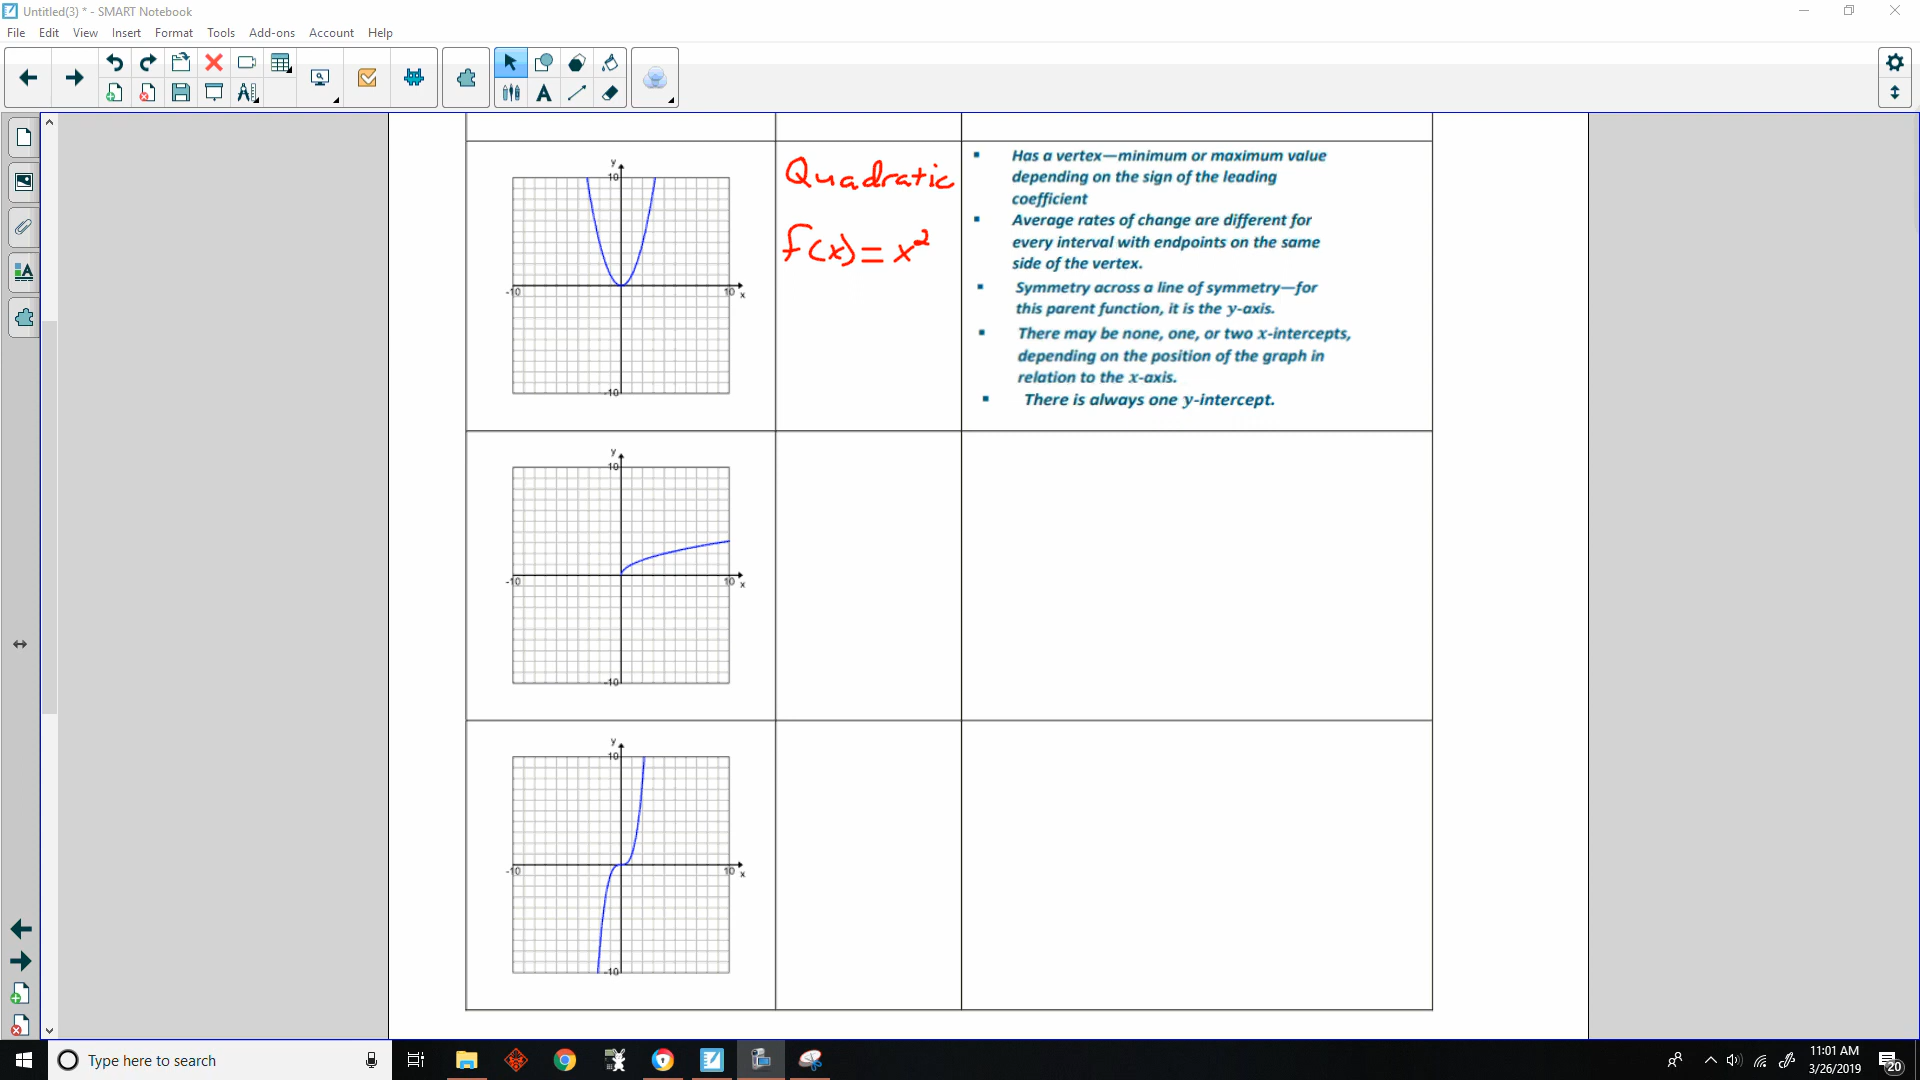 Untitled(3) * - SMART Notebook
File Edit View Insert Format Tools Add-ons Account Help
y
10
-10
10 x
-10
Quadratic
f(x) = x²
▪ Has a vertex—minimum or maximum value
depending on the sign of the leading
coefficient
▪ Average rates of change are different for
every interval with endpoints on the same
side of the vertex.
▪ Symmetry across a line of symmetry—for
this parent function, it is the y-axis.
▪ There may be none, one, or two x-intercepts,
depending on the position of the graph in
relation to the x-axis.
▪ There is always one y-intercept.
y
10
-10
10 x
-10
y
10
-10
10 x
-10
Type here to search
11:01 AM
3/26/2019
20